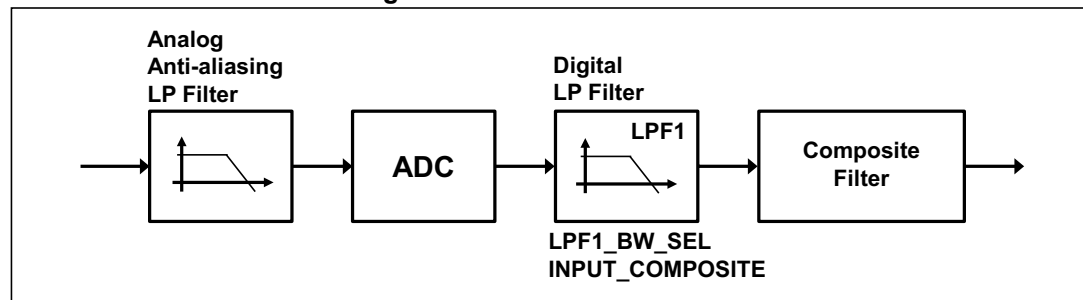 Analog
Anti-aliasing
LP Filter
ADC
Digital
LP Filter
LPF1
LPF1_BW_SEL
INPUT_COMPOSITE
Composite
Filter